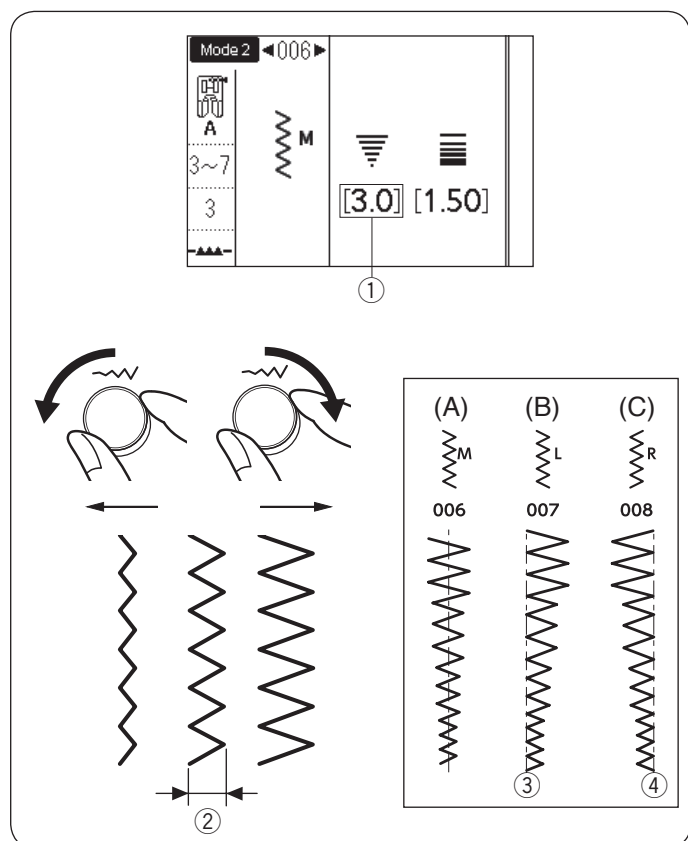 Mode 2 ◀006▶
A
M
3~7
[3.0] [1.50]
3
①
(A) (B) (C)
M L R
006 007 008
③ ④
②